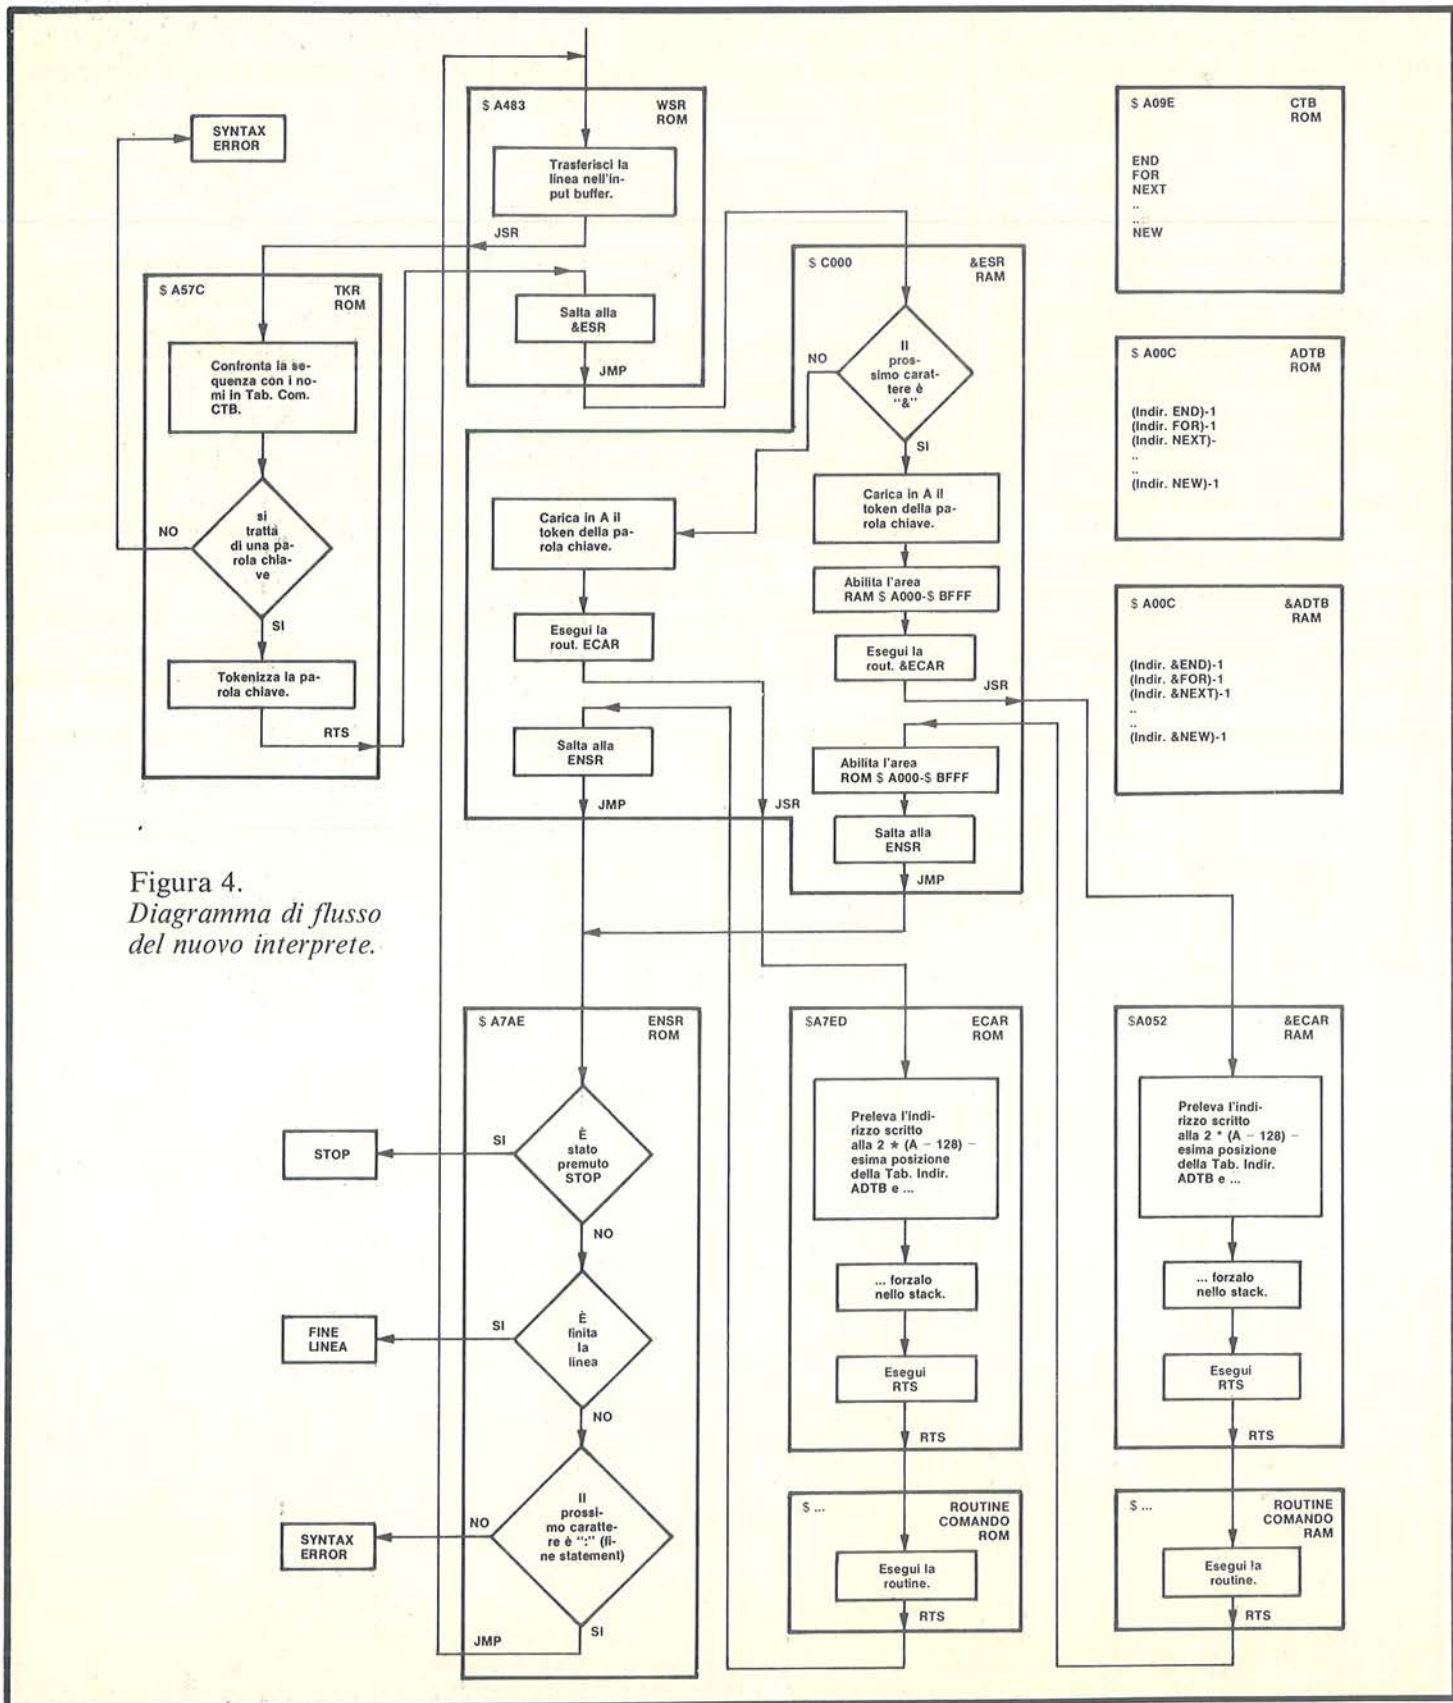 SYNTAX
ERROR
$ A483
WSR
ROM
Trasferisci la
linea nell'in-
put buffer.
JSR
Salta alla
&ESR
JMP
$ A57C
TKR
ROM
Confronta la se-
quenza con i no-
mi in Tab. Com.
CTB.
si
tratta
di una pa-
rola chia-
ve
NO
SI
Tokenizza la pa-
rola chiave.
RTS
$ C000
&ESR
RAM
Il
pros-
simo carat-
tere è
"&"
NO
SI
Carica in A il
token della pa-
rola chiave.
Esegui la
rout. ECAR
Salta alla
ENSR
JMP
JSR
Carica in A il
token della pa-
rola chiave.
Abilita l'area
RAM $ A000-$ BFFF
Esegui la
rout. &ECAR
JSR
Abilita l'area
ROM $ A000-$ BFFF
Salta alla
ENSR
JMP
$ A09E
CTB
ROM
END
FOR
NEXT
..
..
NEW
$ A00C
ADTB
ROM
(Indir. END)-1
(Indir. FOR)-1
(Indir. NEXT)-
..
..
(Indir. NEW)-1
$ A00C
&ADTB
RAM
(Indir. &END)-1
(Indir. &FOR)-1
(Indir. &NEXT)-1
..
..
(Indir. &NEW)-1
Figura 4.
Diagramma di flusso
del nuovo interprete.
$ A7AE
ENSR
ROM
È
stato
premuto
STOP
SI
STOP
NO
È
finita
la
linea
SI
FINE
LINEA
NO
Il
prossi-
mo caratte-
re è ":" (fi-
ne statement)
NO
SYNTAX
ERROR
SI
JMP
$A7ED
ECAR
ROM
Preleva l'indi-
rizzo scritto
alla 2 * (A - 128) -
esima posizione
della Tab. Indir.
ADTB e ...
... forzalo
nello stack.
Esegui
RTS
RTS
$ ...
ROUTINE
COMANDO
ROM
Esegui la
routine.
RTS
$A052
&ECAR
RAM
Preleva l'indi-
rizzo scritto
alla 2 * (A - 128) -
esima posizione
della Tab. Indir.
ADTB e ...
... forzalo
nello stack.
Esegui
RTS
RTS
$ ...
ROUTINE
COMANDO
RAM
Esegui la
routine.
RTS